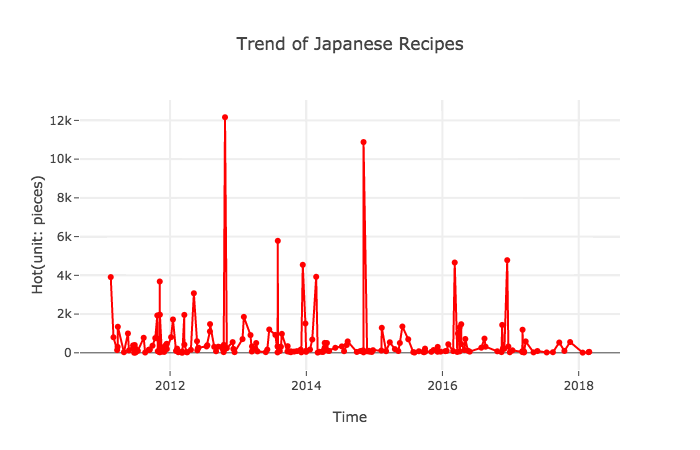 Trend of Japanese Recipes
12k
10k
8k
6k
4k
2k
0
Hot(unit: pieces)
2012
2014
2016
2018
Time